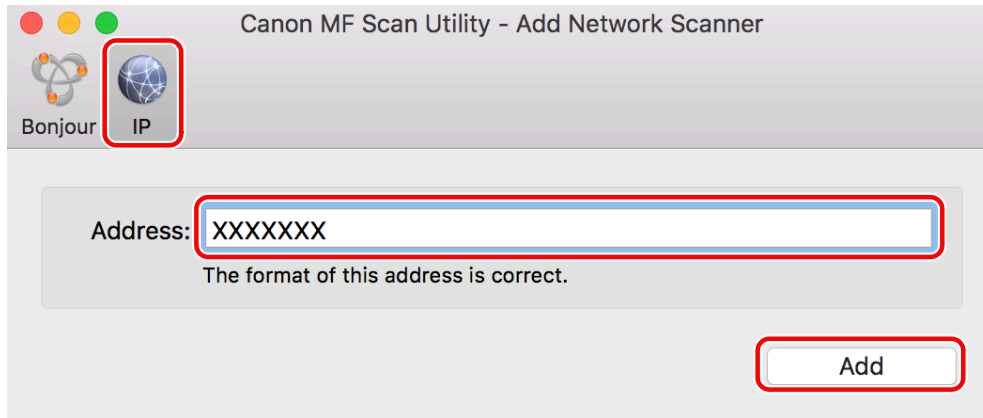 Canon MF Scan Utility - Add Network Scanner
Bonjour IP
Address: XXXXXXX
The format of this address is correct.
Add